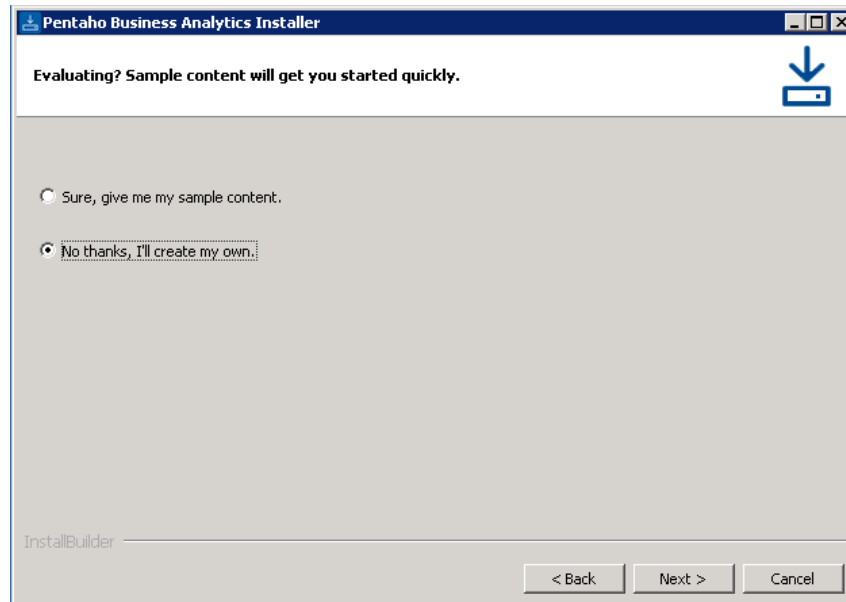 Pentaho Business Analytics Installer
Evaluating? Sample content will get you started quickly.
Sure, give me my sample content.
No thanks, I'll create my own.
InstallBuilder
< Back Next > Cancel